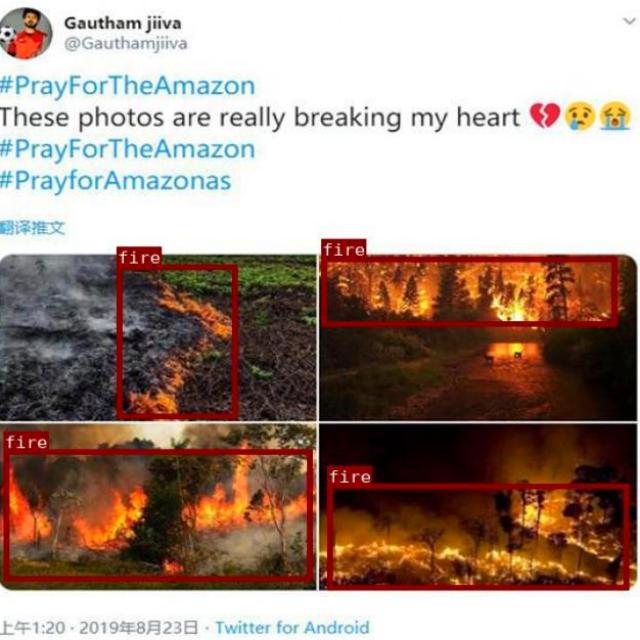 Gautham jiiva
@Gauthamjiiva
#PrayForTheAmazon
These photos are really breaking my heart 💔😢😭
#PrayForTheAmazon
#PrayforAmazonas
翻译推文
fire
fire
fire
fire
上午1:20 · 2019年8月23日 · Twitter for Android